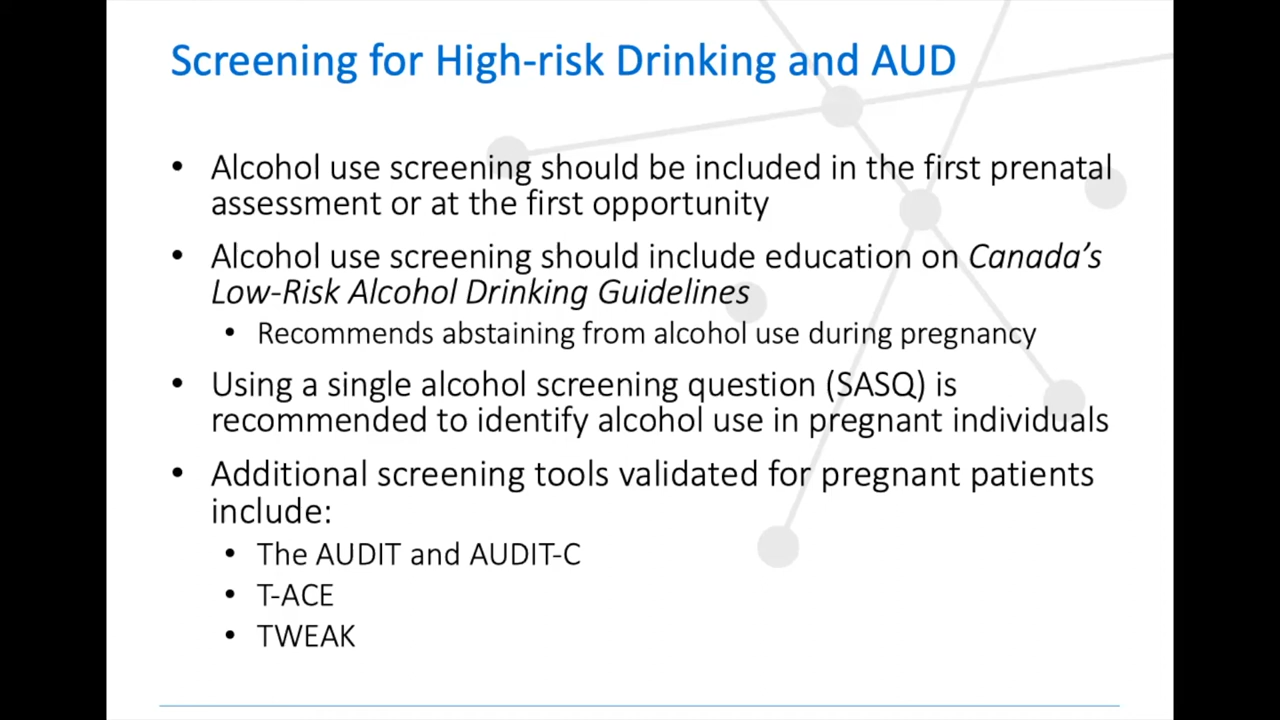 Screening for High-risk Drinking and AUD
• Alcohol use screening should be included in the first prenatal
assessment or at the first opportunity
• Alcohol use screening should include education on Canada's
Low-Risk Alcohol Drinking Guidelines
• Recommends abstaining from alcohol use during pregnancy
• Using a single alcohol screening question (SASQ) is
recommended to identify alcohol use in pregnant individuals
• Additional screening tools validated for pregnant patients
include:
• The AUDIT and AUDIT-C
• T-ACE
• TWEAK